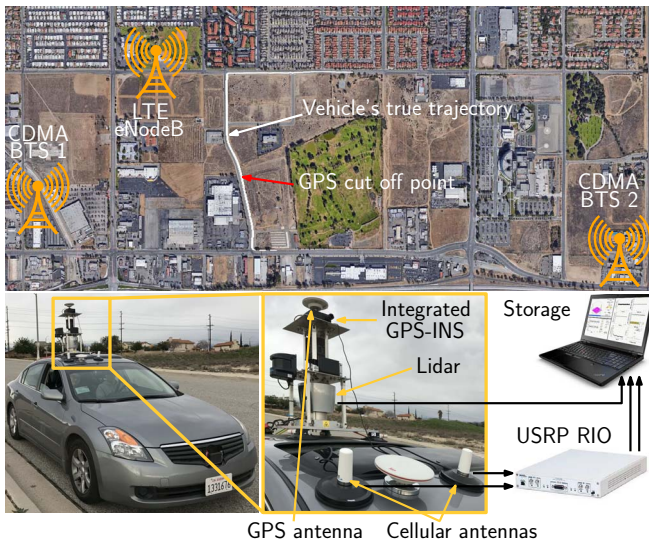 LTE
eNodeB
Vehicle's true trajectory
CDMA
BTS 1
GPS cut off point
CDMA
BTS 2
Integrated
GPS-INS
Storage
Lidar
USRP RIO
GPS antenna
Cellular antennas